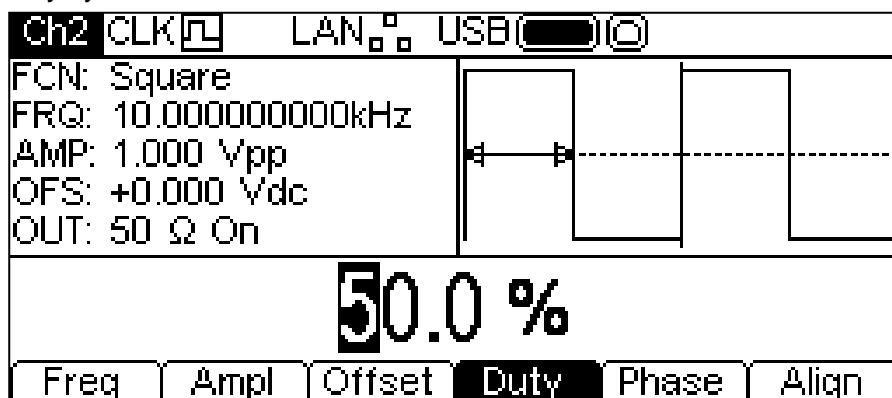 Ch2 CLK LAN USB
FCN: Square
FRQ: 10.000000000kHz
AMP: 1.000 Vpp
OFS: +0.000 Vdc
OUT: 50 Ω On
50.0 %
Freq Ampl Offset Duty Phase Align